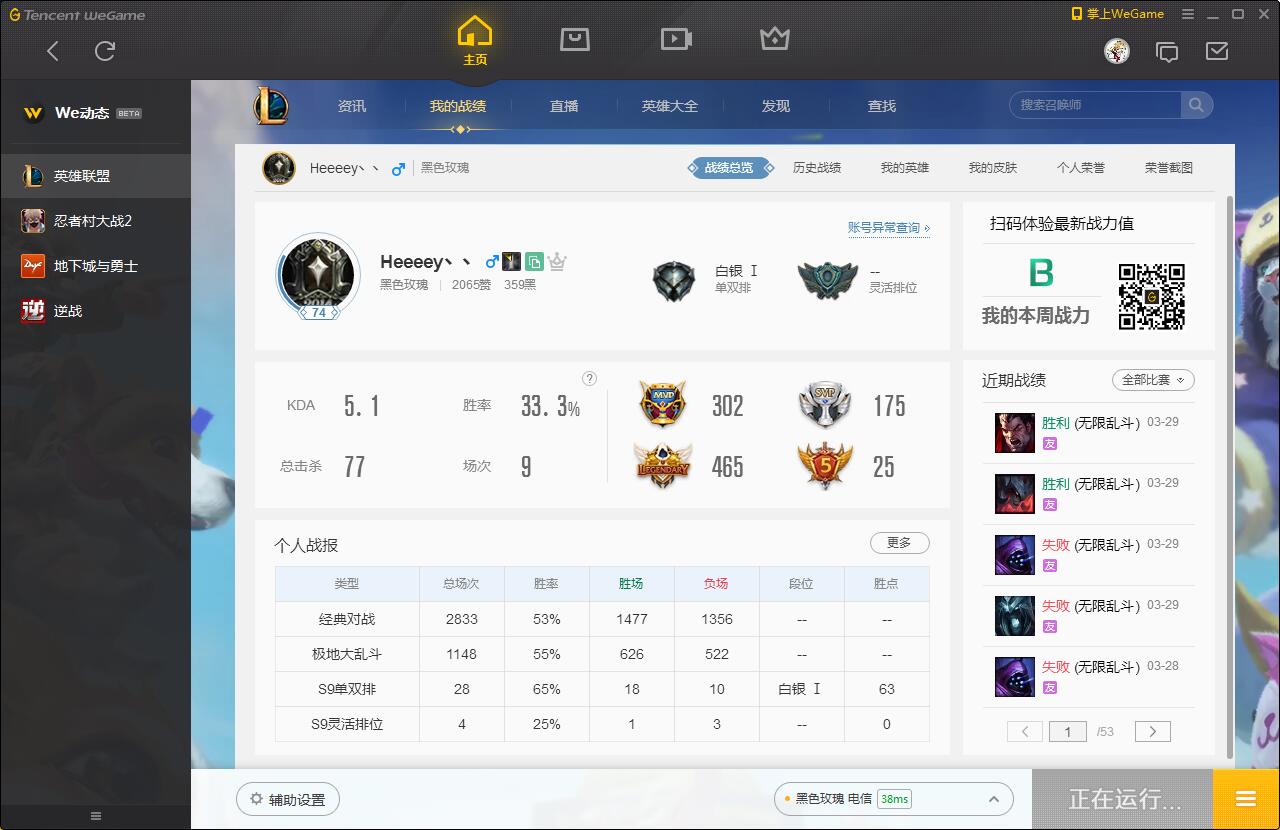 Tencent WeGame
掌上WeGame
主页
We动态 BETA
英雄联盟
忍者村大战2
地下城与勇士
逆战
资讯 我的战绩 直播 英雄大全 发现 查找
搜索召唤师
Heeeey丶丶 黑色玫瑰
战绩总览 历史战绩 我的英雄 我的皮肤 个人荣誉 荣誉截图
账号异常查询
Heeeey丶丶
黑色玫瑰 2065赞 359黑
2014
74
白银 I
单双排
--
灵活排位
扫码体验最新战力值
B
我的本周战力
KDA 5.1 胜率 33.3% ?
MVP 302 SVP 175
总击杀 77 场次 9
LEGENDARY 465 5 25
个人战报 更多
类型 总场次 胜率 胜场 负场 段位 胜点
经典对战 2833 53% 1477 1356 -- --
极地大乱斗 1148 55% 626 522 -- --
S9单双排 28 65% 18 10 白银 I 63
S9灵活排位 4 25% 1 3 -- 0
近期战绩 全部比赛
胜利 (无限乱斗) 03-29
友
胜利 (无限乱斗) 03-29
友
失败 (无限乱斗) 03-29
友
失败 (无限乱斗) 03-29
友
失败 (无限乱斗) 03-28
友
1 /53
辅助设置
黑色玫瑰 电信 38ms
正在运行...